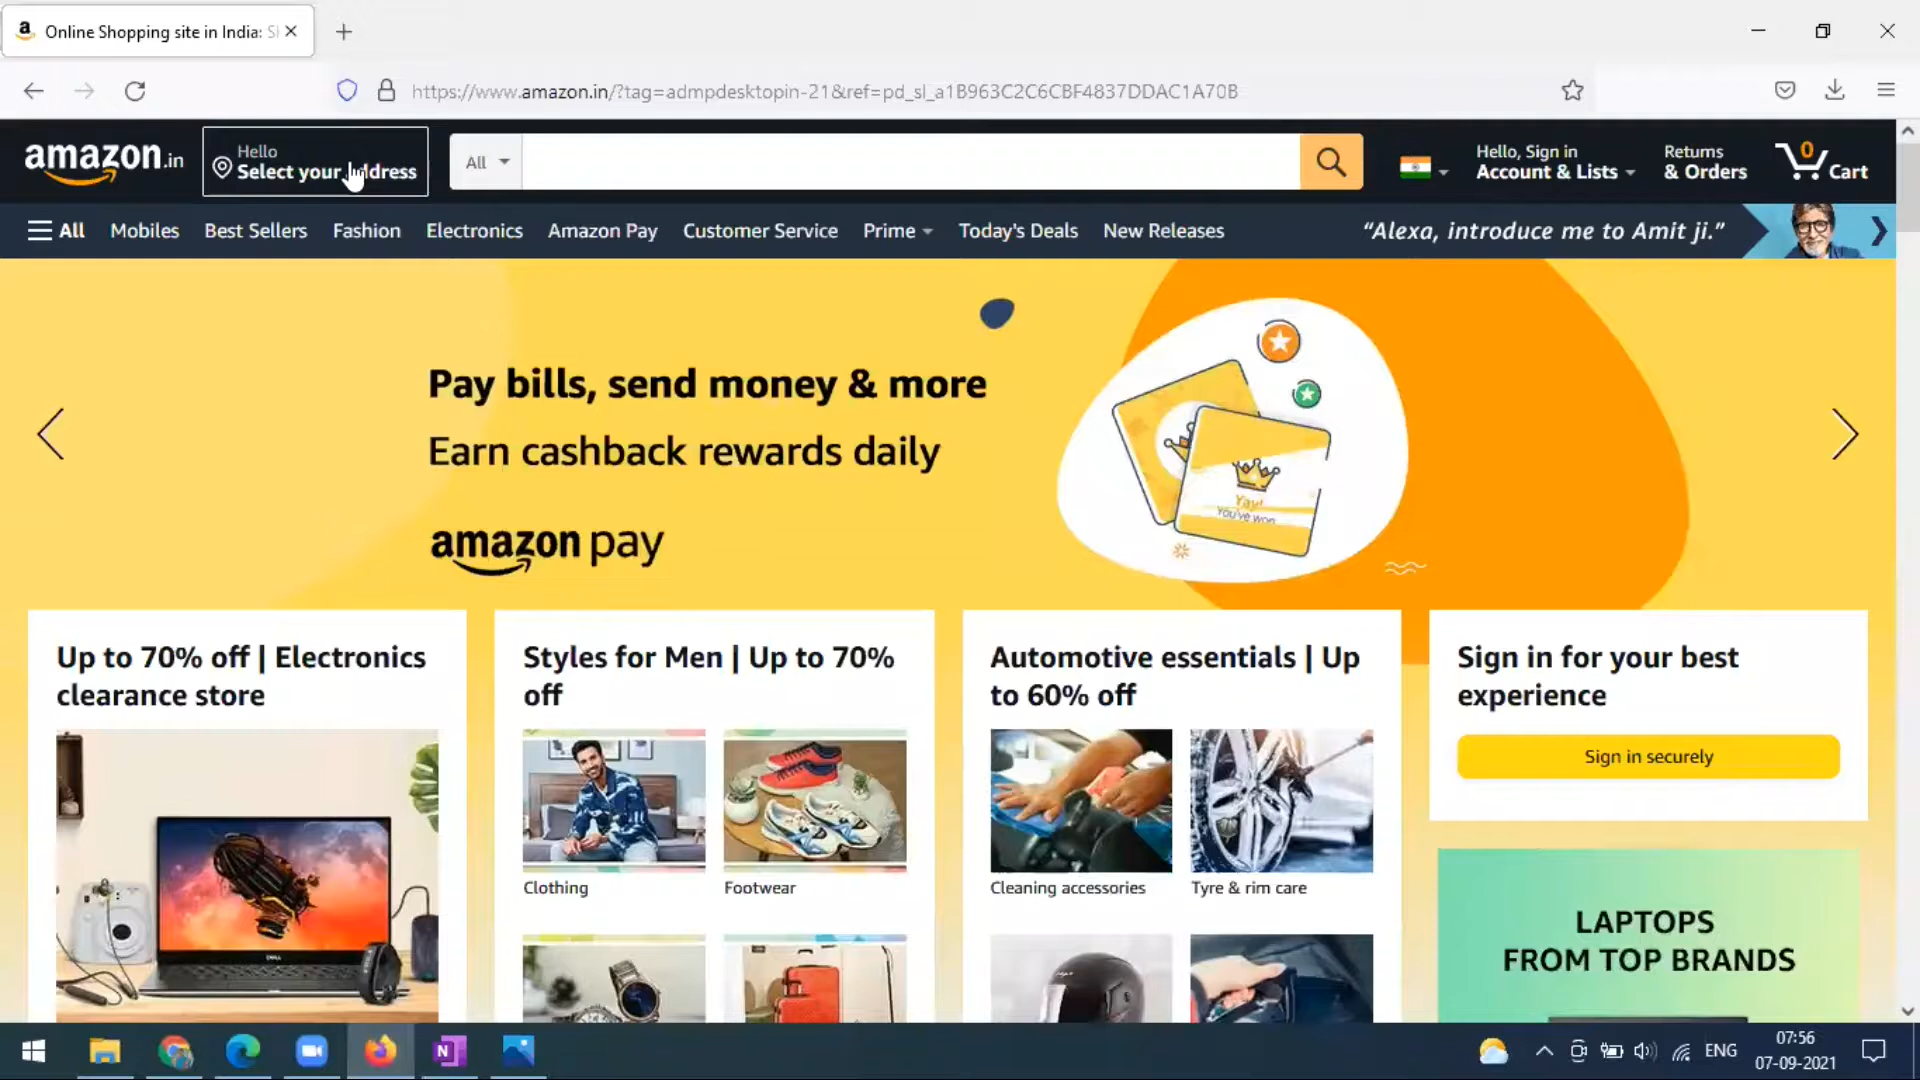 Online Shopping site in India: S
https://www.amazon.in/?tag=admpdesktopin-21&ref=pd_sl_a1B963C2C6CBF4837DDAC1A70B
amazon.in
Hello
Select your address
All
Hello, Sign in
Account & Lists
Returns
& Orders
0
Cart
All
Mobiles
Best Sellers
Fashion
Electronics
Amazon Pay
Customer Service
Prime
Today's Deals
New Releases
“Alexa, introduce me to Amit ji.”
Pay bills, send money & more
Earn cashback rewards daily
amazon pay
Yay!
You've won
Up to 70% off | Electronics
clearance store
DELL
Styles for Men | Up to 70%
off
Clothing
Footwear
Automotive essentials | Up
to 60% off
Cleaning accessories
Tyre & rim care
Sign in for your best
experience
Sign in securely
LAPTOPS
FROM TOP BRANDS
ENG
07:56
07-09-2021